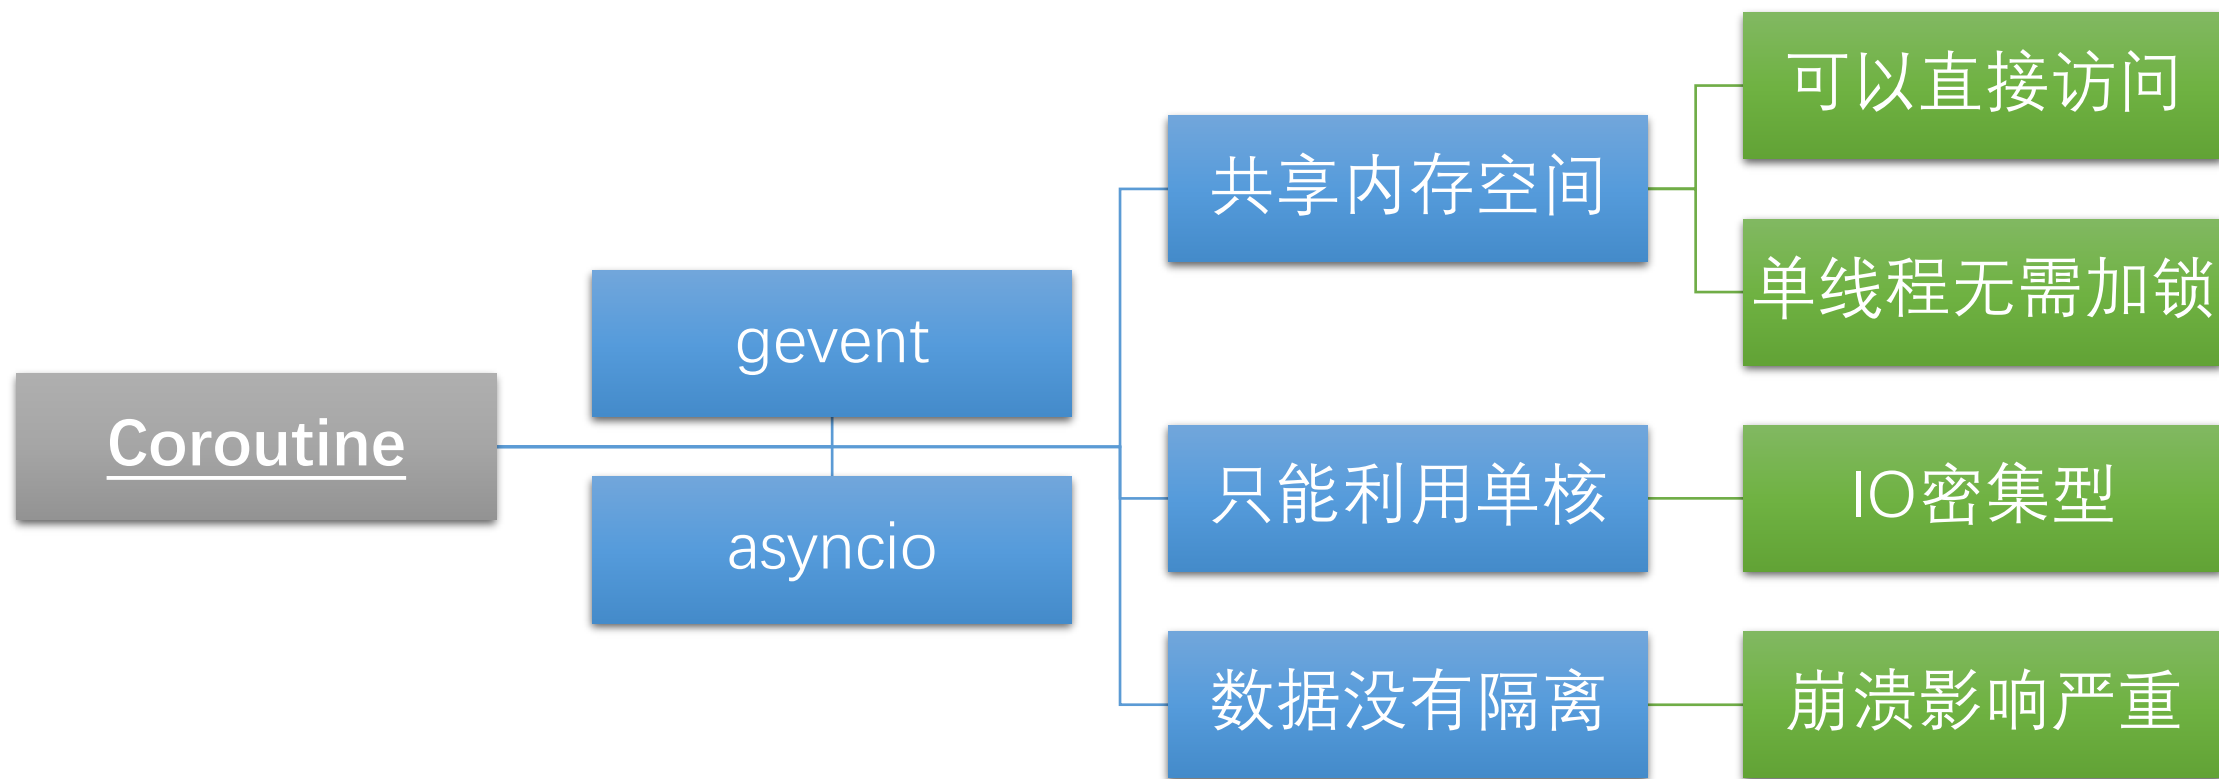 Coroutine
gevent
asyncio
共享内存空间
可以直接访问
单线程无需加锁
只能利用单核
IO密集型
数据没有隔离
崩溃影响严重